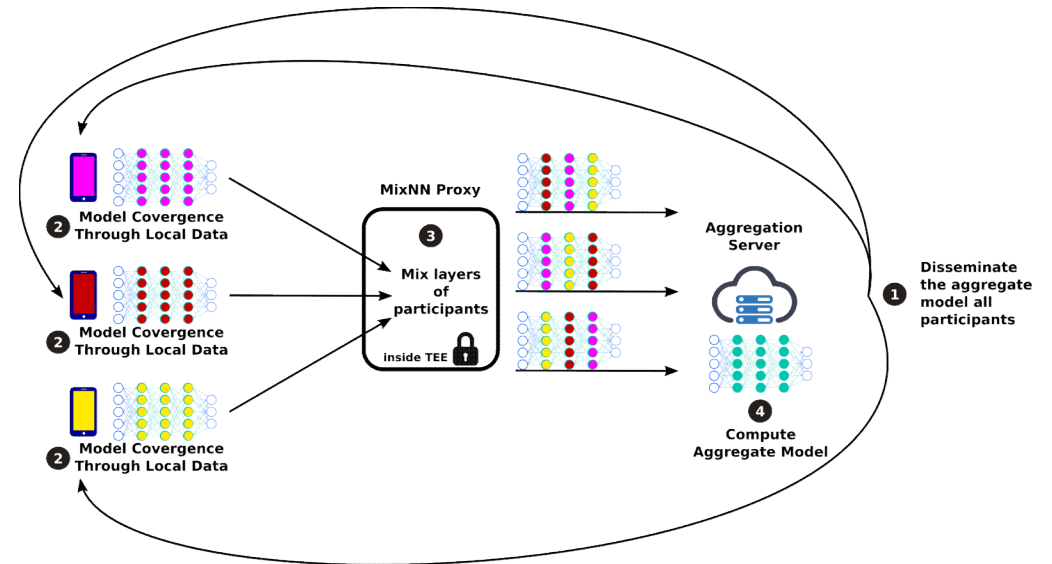 2
Model Covergence
Through Local Data
2
Model Covergence
Through Local Data
2
Model Covergence
Through Local Data
MixNN Proxy
3
Mix layers
of
participants
inside TEE
Aggregation
Server
4
Compute
Aggregate Model
1
Disseminate
the aggregate
model all
participants